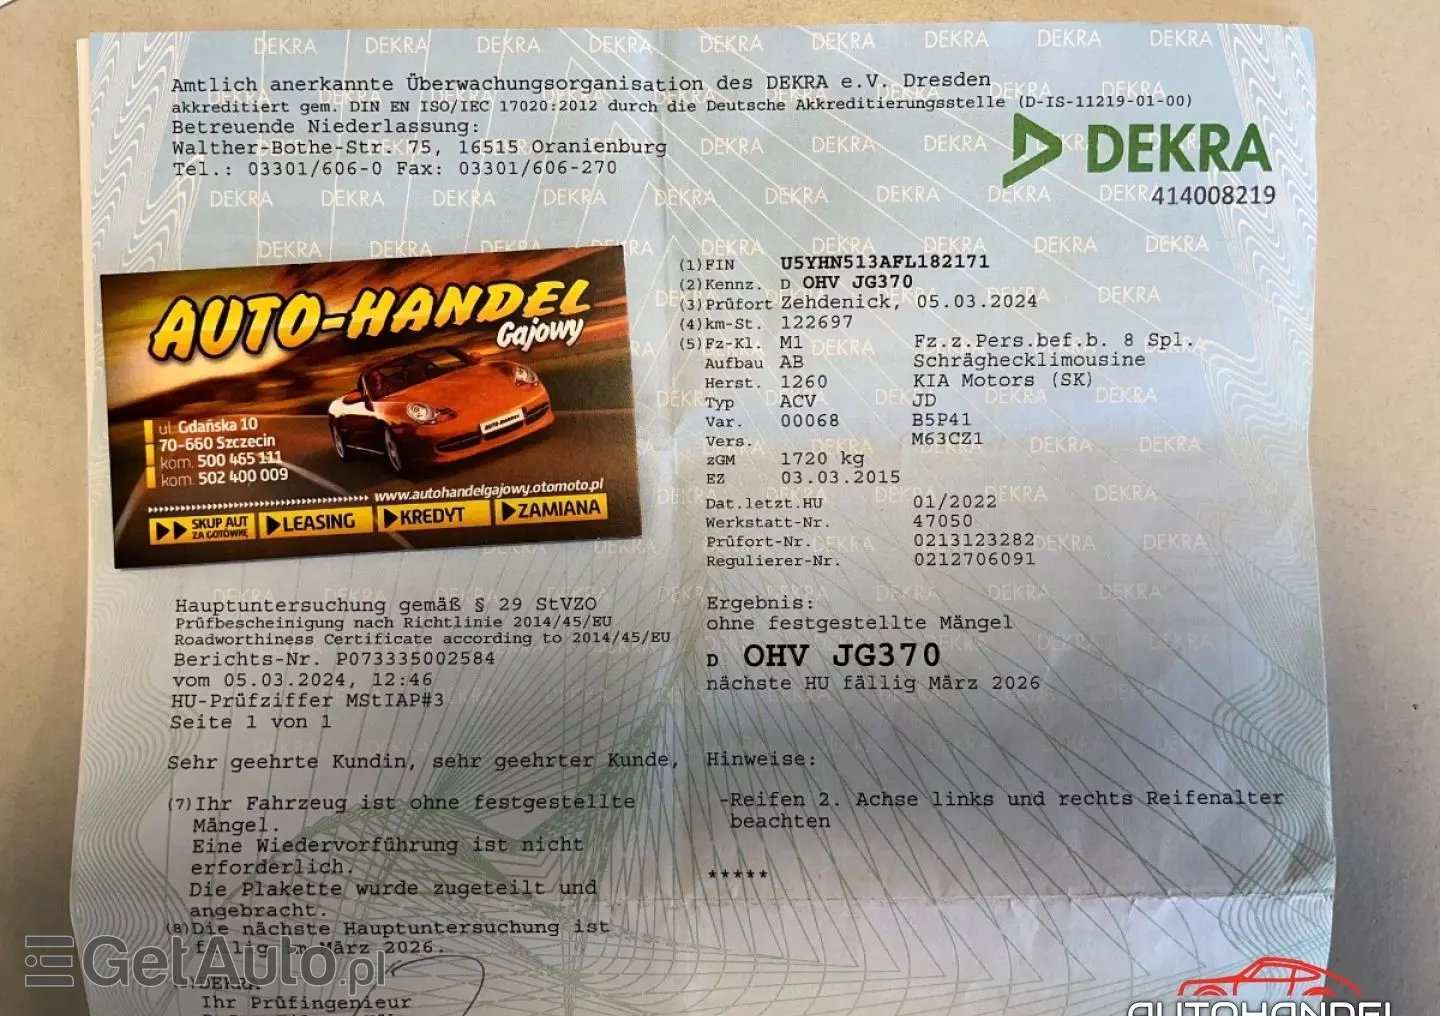 Amtlich anerkannte Überwachungsorganisation des DEKRA e.V. Dresden
akkreditiert gem. DIN EN ISO/IEC 17020:2012 durch die Deutsche Akkreditierungsstelle (D-IS-11219-01-00)
Betreuende Niederlassung:
Walther-Bothe-Str. 75, 16515 Oranienburg
Tel.: 03301/606-0 Fax: 03301/606-270
DEKRA
414008219
AUTO-HANDEL
Gajowy
ul. Gdańska 10
70-660 Szczecin
kom. 500 465 111
kom. 502 400 009
www.autohandelgajowy.otomoto.pl
SKUP AUT
ZA GOTÓWKĘ
LEASING
KREDYT
ZAMIANA
AUTO-HANDEL
(1) FIN U5YHN513AFL182171
(2) Kennz. D OHV JG370
(3) Prüfort Zehdenick, 05.03.2024
(4) km-St. 122697
(5) Fz-Kl. M1 Fz.z.Pers.bef.b. 8 Spl.
Aufbau AB Schräghecklimousine
Herst. 1260 KIA Motors (SK)
Typ ACV JD
Var. 00068 B5P41
Vers. M63CZ1
zGM 1720 kg
EZ 03.03.2015
Dat.letzt.HU 01/2022
Werkstatt-Nr. 47050
Prüfort-Nr. 0213123282
Regulierer-Nr. 0212706091
Hauptuntersuchung gemäß § 29 StVZO
Prüfbescheinigung nach Richtlinie 2014/45/EU
Roadworthiness Certificate according to 2014/45/EU
Berichts-Nr. P073335002584
vom 05.03.2024, 12:46
HU-Prüfziffer MStIAP#3
Seite 1 von 1
Ergebnis:
ohne festgestellte Mängel
D OHV JG370
nächste HU fällig März 2026
Sehr geehrte Kundin, sehr geehrter Kunde,
(7) Ihr Fahrzeug ist ohne festgestellte
Mängel.
Eine Wiedervorführung ist nicht
erforderlich.
Die Plakette wurde zugeteilt und
angebracht.
(8) Die nächste Hauptuntersuchung ist
fällig im März 2026.
DEKRA
Ihr Prüfingenieur
Hinweise:
-Reifen 2. Achse links und rechts Reifenalter
beachten
*****
GetAuto.pl
AUTOHANDEL